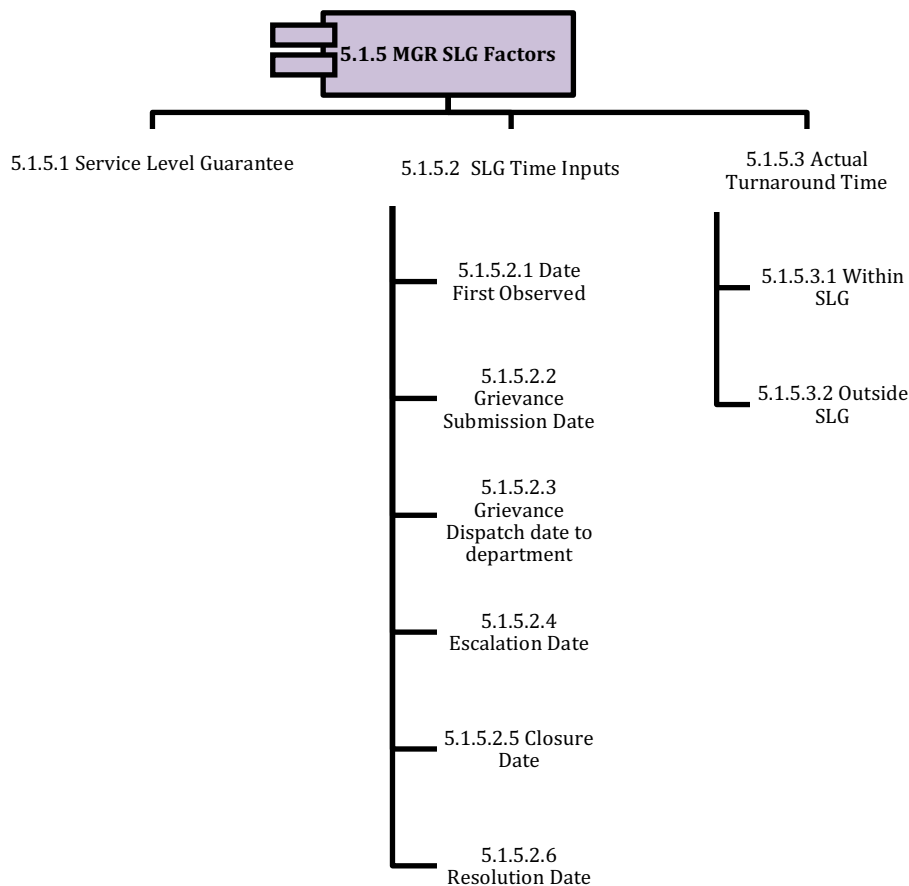 5.1.5 MGR SLG Factors
5.1.5.1 Service Level Guarantee
5.1.5.2 SLG Time Inputs
5.1.5.2.1 Date
First Observed
5.1.5.2.2
Grievance
Submission Date
5.1.5.2.3
Grievance
Dispatch date to
department
5.1.5.2.4
Escalation Date
5.1.5.2.5 Closure
Date
5.1.5.2.6
Resolution Date
5.1.5.3 Actual
Turnaround Time
5.1.5.3.1 Within
SLG
5.1.5.3.2 Outside
SLG